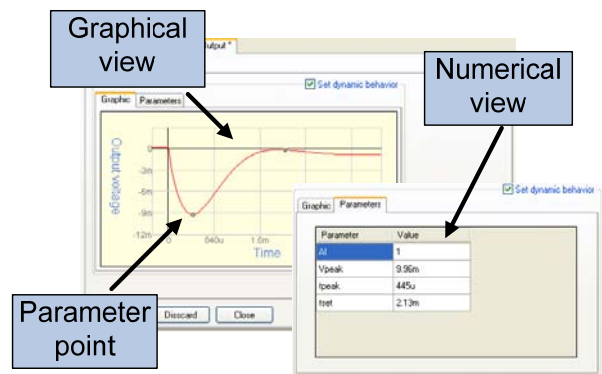 Graphical
view
output *
Set dynamic behavior
Graphic Parameters
Output voltage
0
-3m
-6m
-9m
-12m
0 640u 1.6m
Time
Discard Close
Parameter
point
Numerical
view
Set dynamic behavior
Graphic Parameters
Parameter Value
ΔI 1
Vpeak 9.96m
tpeak 445u
tset 2.13m